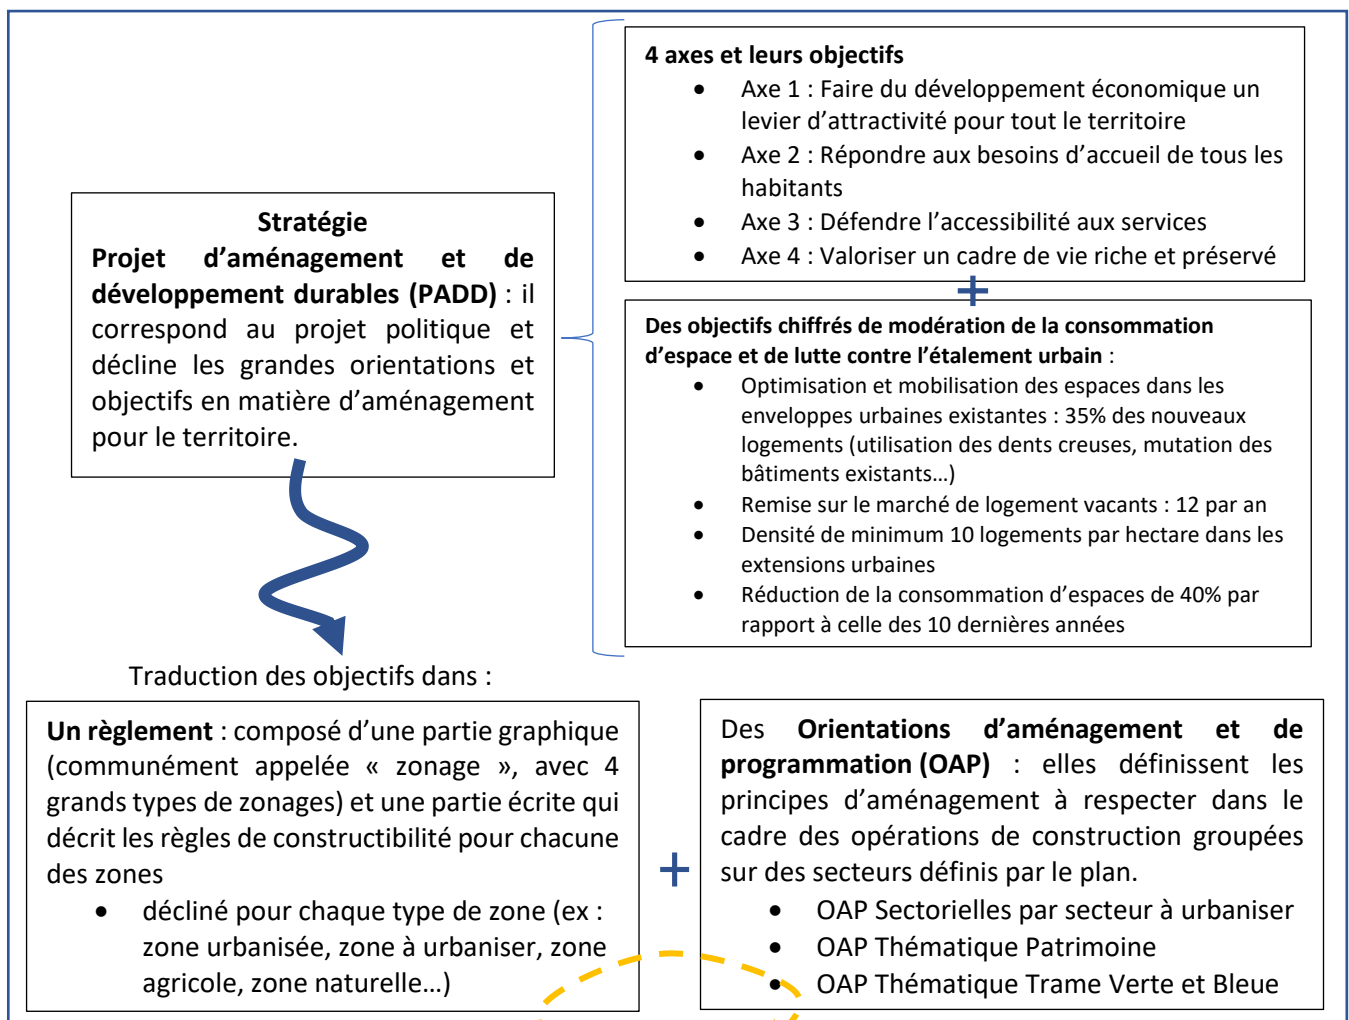 4 axes et leurs objectifs
• Axe 1 : Faire du développement économique un
levier d’attractivité pour tout le territoire
• Axe 2 : Répondre aux besoins d’accueil de tous les
habitants
• Axe 3 : Défendre l’accessibilité aux services
• Axe 4 : Valoriser un cadre de vie riche et préservé
Stratégie
Projet d’aménagement et de
développement durables (PADD) : il
correspond au projet politique et
décline les grandes orientations et
objectifs en matière d’aménagement
pour le territoire.
+
Des objectifs chiffrés de modération de la consommation
d’espace et de lutte contre l’étalement urbain :
• Optimisation et mobilisation des espaces dans les
enveloppes urbaines existantes : 35% des nouveaux
logements (utilisation des dents creuses, mutation des
bâtiments existants…)
• Remise sur le marché de logement vacants : 12 par an
• Densité de minimum 10 logements par hectare dans les
extensions urbaines
• Réduction de la consommation d’espaces de 40% par
rapport à celle des 10 dernières années
Traduction des objectifs dans :
Un règlement : composé d’une partie graphique
(communément appelée « zonage », avec 4
grands types de zonages) et une partie écrite qui
décrit les règles de constructibilité pour chacune
des zones
• décliné pour chaque type de zone (ex :
zone urbanisée, zone à urbaniser, zone
agricole, zone naturelle…)
+
Des Orientations d’aménagement et de
programmation (OAP) : elles définissent les
principes d’aménagement à respecter dans le
cadre des opérations de construction groupées
sur des secteurs définis par le plan.
• OAP Sectorielles par secteur à urbaniser
• OAP Thématique Patrimoine
• OAP Thématique Trame Verte et Bleue